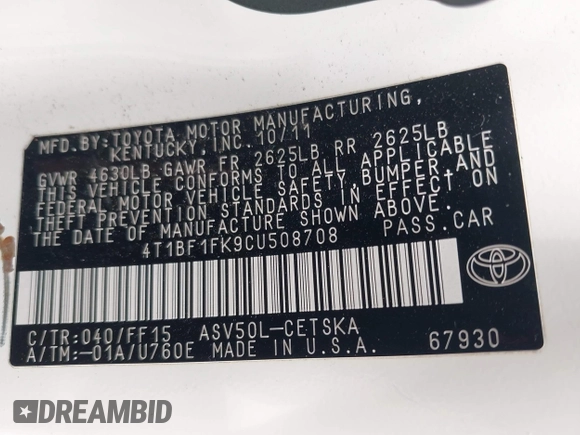 MFD.BY:TOYOTA MOTOR MANUFACTURING,
KENTUCKY, INC. 10/11
GVWR 4630LB GAWR FR 2625LB RR 2625LB
THIS VEHICLE CONFORMS TO ALL APPLICABLE
FEDERAL MOTOR VEHICLE SAFETY,BUMPER,AND
THEFT PREVENTION STANDARDS IN EFFECT ON
THE DATE OF MANUFACTURE SHOWN ABOVE.
4T1BF1FK9CU508708 PASS.CAR
C/TR:040/FF15 ASV50L-CETSKA
A/TM:-01A/U760E MADE IN U.S.A. 67930
DREAMBID